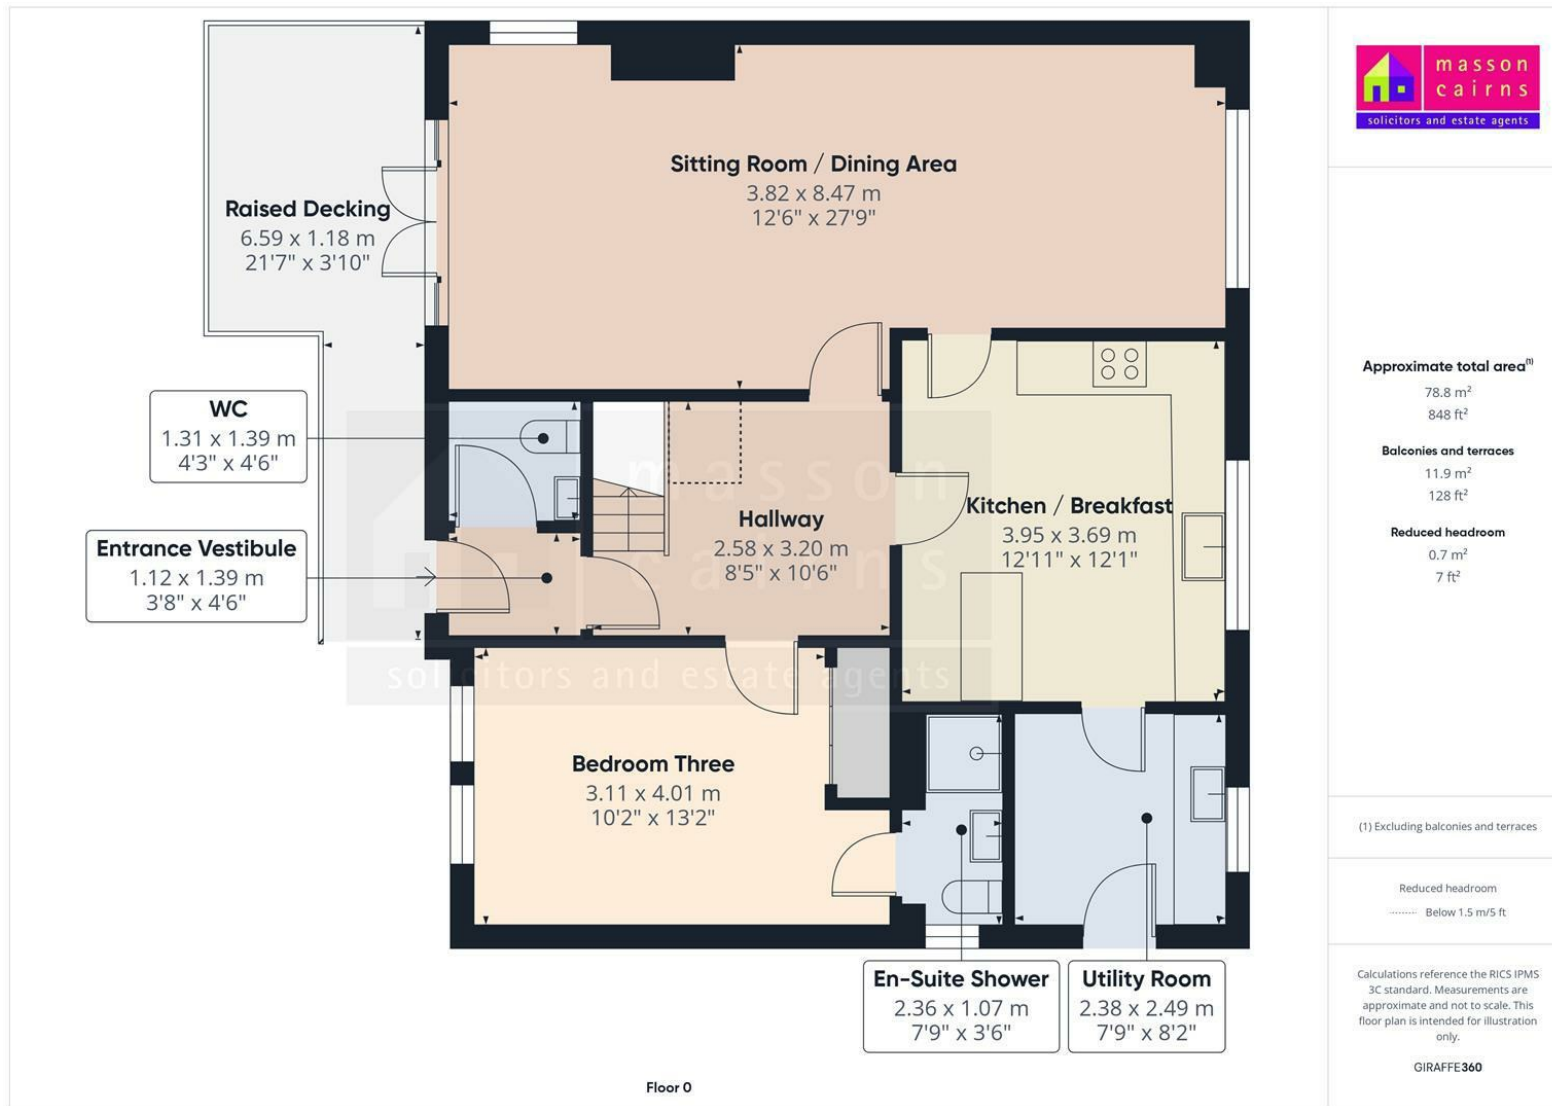 Raised Decking
6.59 x 1.18 m
21'7" x 3'10"
Sitting Room / Dining Area
3.82 x 8.47 m
12'6" x 27'9"
WC
1.31 x 1.39 m
4'3" x 4'6"
Entrance Vestibule
1.12 x 1.39 m
3'8" x 4'6"
Hallway
2.58 x 3.20 m
8'5" x 10'6"
Kitchen / Breakfast
3.95 x 3.69 m
12'11" x 12'1"
Bedroom Three
3.11 x 4.01 m
10'2" x 13'2"
En-Suite Shower
2.36 x 1.07 m
7'9" x 3'6"
Utility Room
2.38 x 2.49 m
7'9" x 8'2"
masson
cairns
solicitors and estate agents
Floor 0
masson
cairns
solicitors and estate agents
Approximate total area(1)
78.8 m²
848 ft²
Balconies and terraces
11.9 m²
128 ft²
Reduced headroom
0.7 m²
7 ft²
(1) Excluding balconies and terraces
Reduced headroom
Below 1.5 m/5 ft
Calculations reference the RICS IPMS
3C standard. Measurements are
approximate and not to scale. This
floor plan is intended for illustration
only.
GIRAFFE360